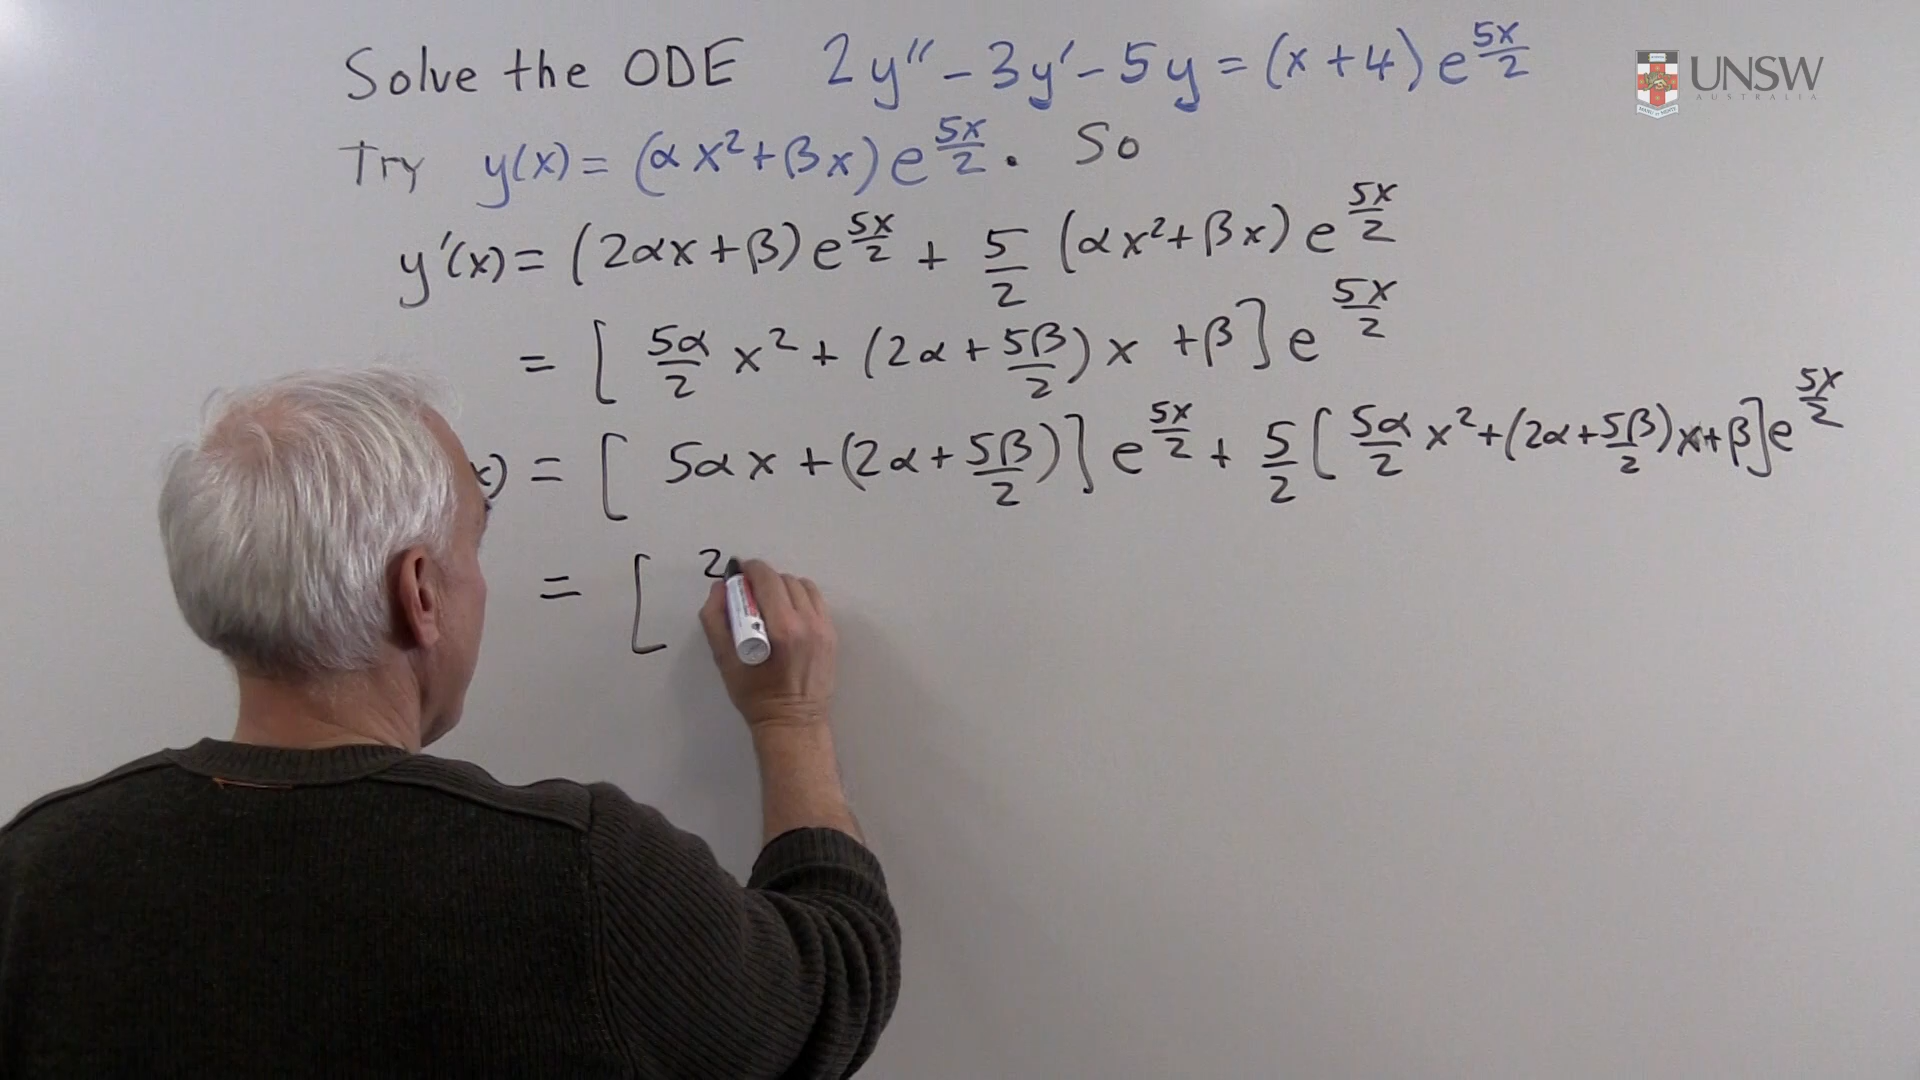 Solve the ODE 2y'' - 3y' - 5y = (x + 4) e^{5x/2}
UNSW
AUSTRALIA
Try y(x) = (αx² + βx) e^{5x/2}. So
y'(x) = (2αx + β) e^{5x/2} + 5/2 (αx² + βx) e^{5x/2}
= [ 5α/2 x² + (2α + 5β/2) x + β ] e^{5x/2}
x) = [ 5αx + (2α + 5β/2) ] e^{5x/2} + 5/2 [ 5α/2 x² + (2α + 5β/2) x + β ] e^{5x/2}
= [ 2